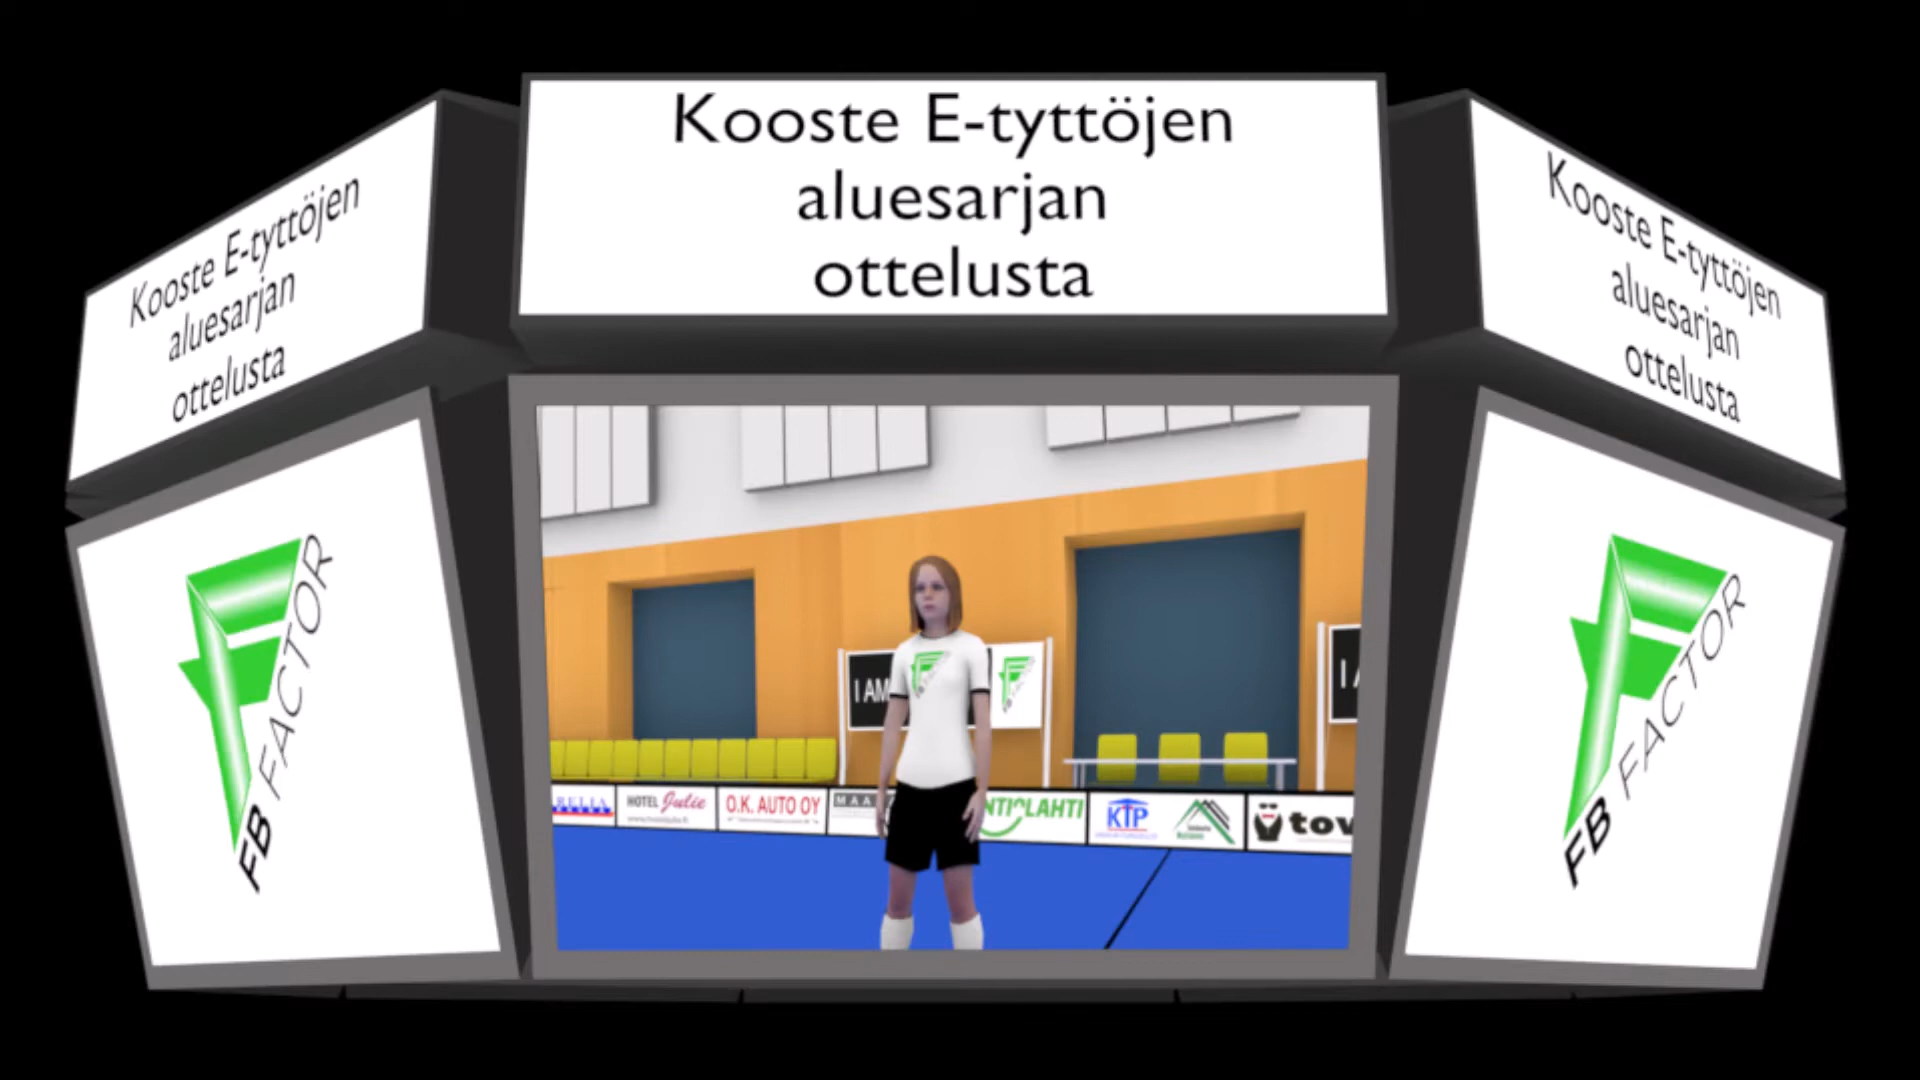 Kooste E-tyttöjen
aluesarjan
ottelusta
Kooste E-tyttöjen
aluesarjan
ottelusta
Kooste E-tyttöjen
aluesarjan
ottelusta
FB FACTOR
I AM
HOTEL Julie
O.K. AUTO OY
KTP
FB FACTOR